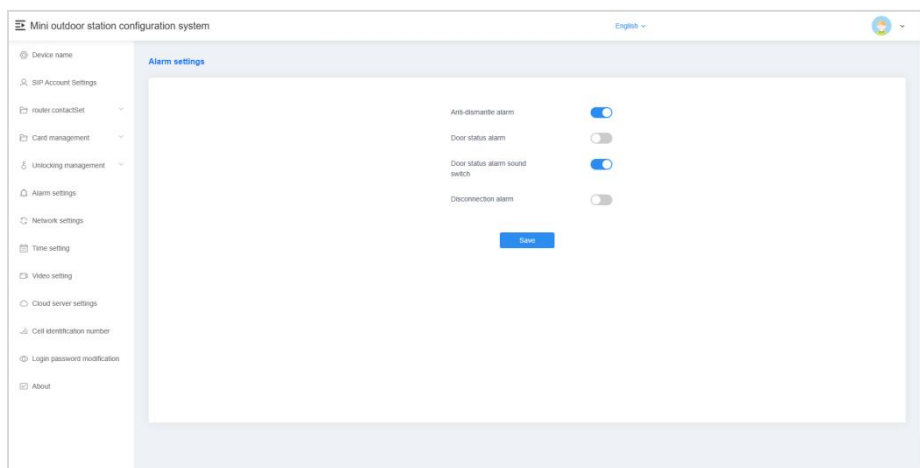 Mini outdoor station configuration system
English
Device name
SIP Account Settings
router.contactSet
Card management
Unlocking management
Alarm settings
Network settings
Time setting
Video setting
Cloud server settings
Cell identification number
Login password modification
About
Alarm settings
Anti-dismantle alarm
Door status alarm
Door status alarm sound
switch
Disconnection alarm
Save